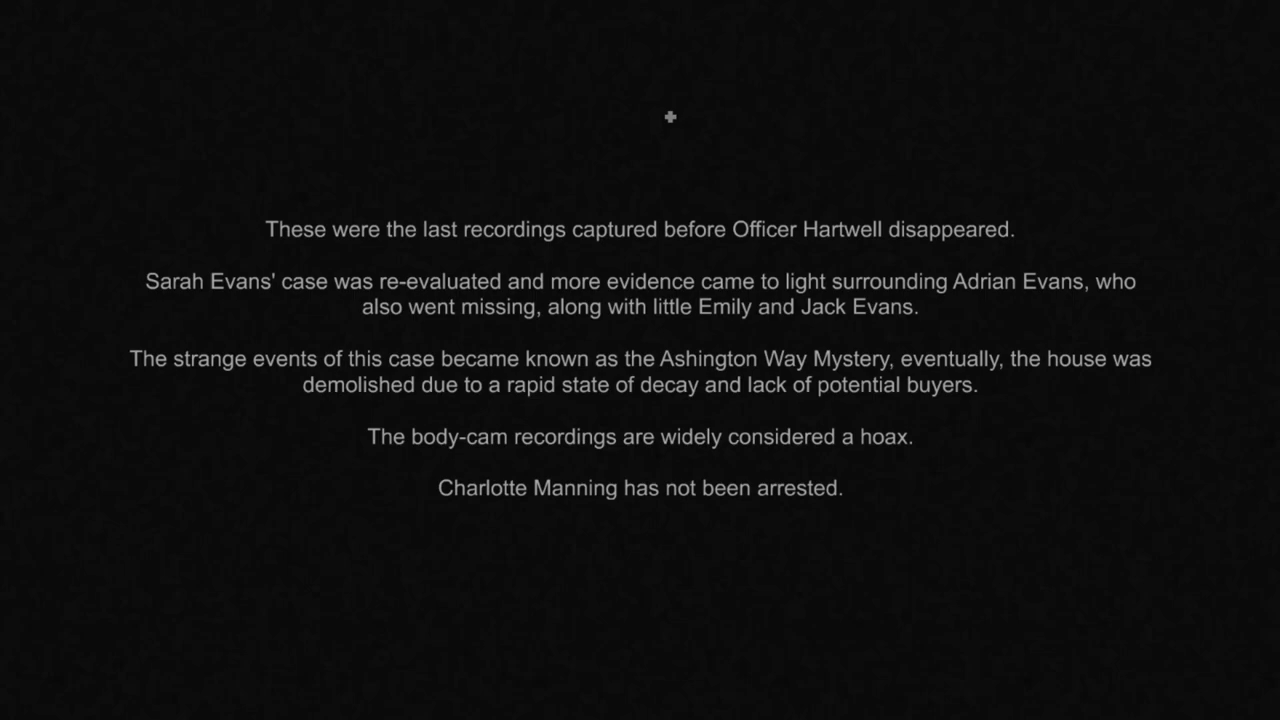 These were the last recordings captured before Officer Hartwell disappeared.
Sarah Evans' case was re-evaluated and more evidence came to light surrounding Adrian Evans, who
also went missing, along with little Emily and Jack Evans.
The strange events of this case became known as the Ashington Way Mystery, eventually, the house was
demolished due to a rapid state of decay and lack of potential buyers.
The body-cam recordings are widely considered a hoax.
Charlotte Manning has not been arrested.